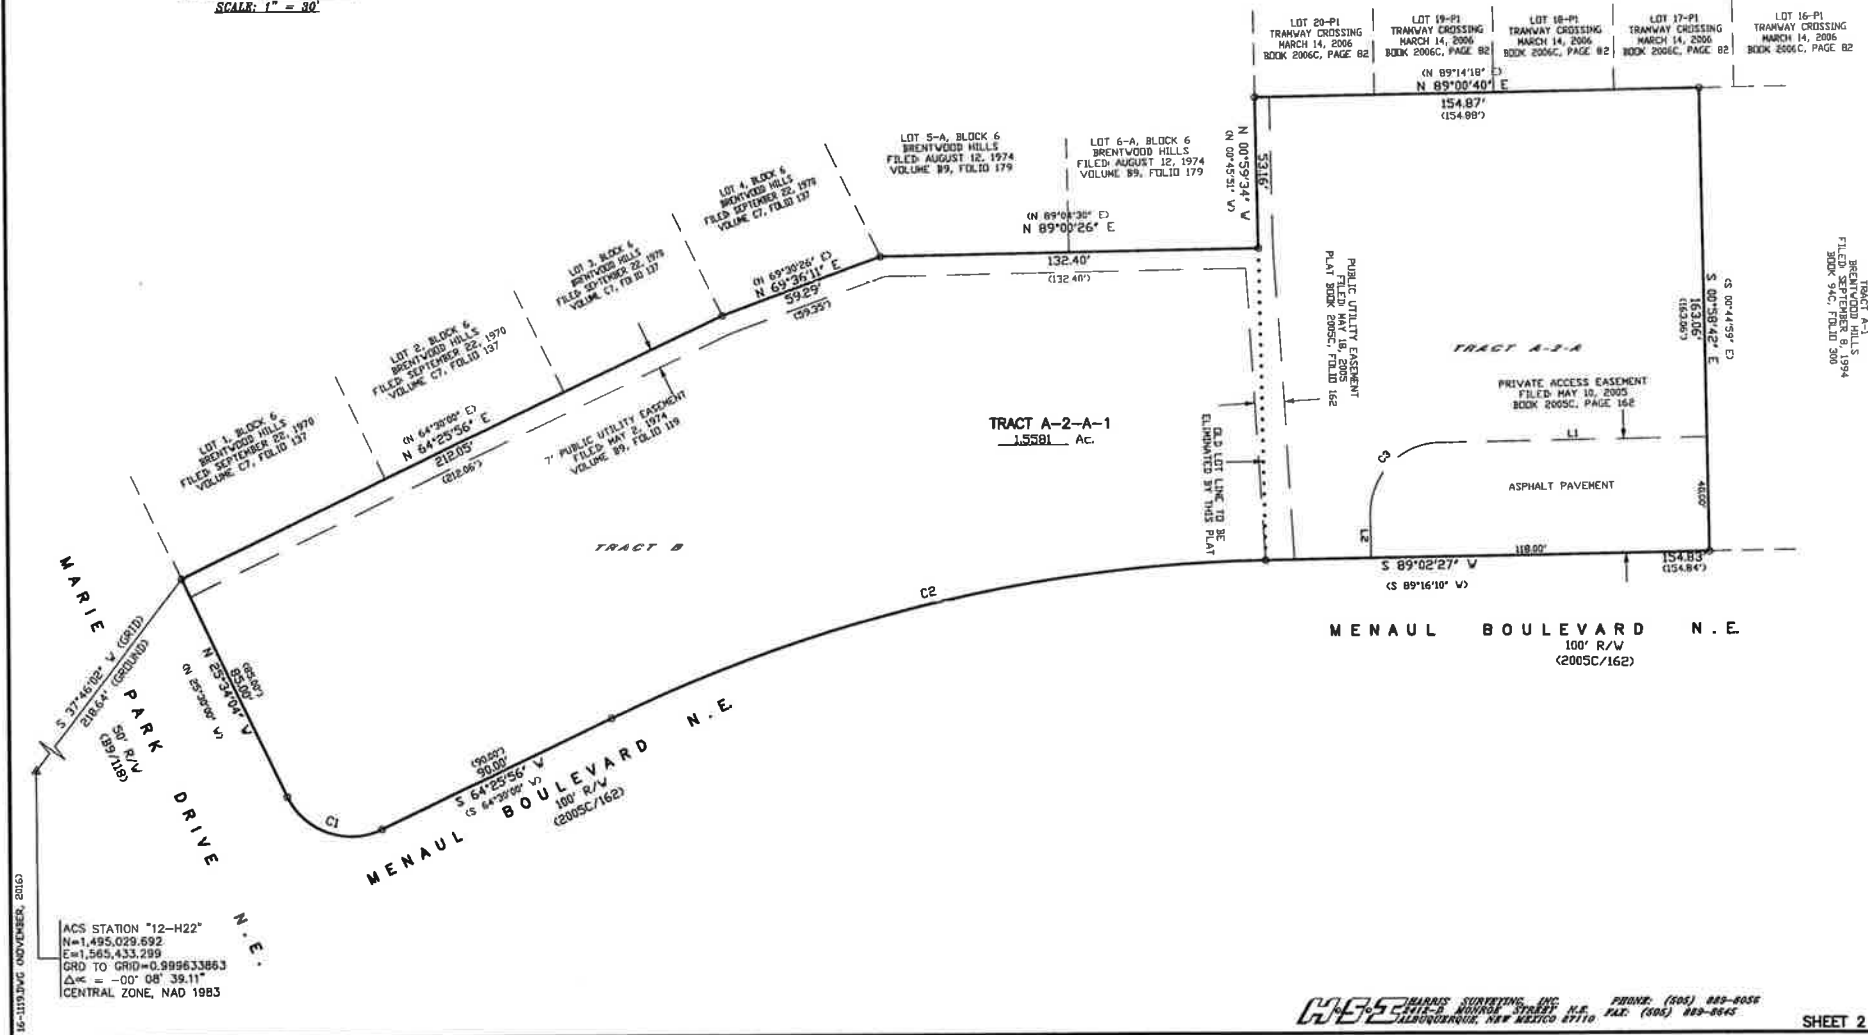 SCALE: 1" = 30'
LOT 20-P1
TRAMWAY CROSSING
MARCH 14, 2006
BOOK 2006C, PAGE 82
LOT 19-P1
TRAMWAY CROSSING
MARCH 14, 2006
BOOK 2006C, PAGE 82
LOT 18-P1
TRAMWAY CROSSING
MARCH 14, 2006
BOOK 2006C, PAGE 82
LOT 17-P1
TRAMWAY CROSSING
MARCH 14, 2006
BOOK 2006C, PAGE 82
LOT 16-P1
TRAMWAY CROSSING
MARCH 14, 2006
BOOK 2006C, PAGE 82
(N 89°14'18" E)
N 89°00'40" E
154.87'
(154.88')
LOT 5-A, BLOCK 6
BRENTWOOD HILLS
FILED: AUGUST 12, 1974
VOLUME B9, FOLIO 179
LOT 6-A, BLOCK 6
BRENTWOOD HILLS
FILED: AUGUST 12, 1974
VOLUME B9, FOLIO 179
N 00°59'34" W
(N 00°45'51" W)
53.16'
LOT 4, BLOCK 6
BRENTWOOD HILLS
FILED: SEPTEMBER 22, 1970
VOLUME C7, FOLIO 137
(N 89°04'30" E)
N 89°00'26" E
132.40'
(132.40')
LOT 3, BLOCK 6
BRENTWOOD HILLS
FILED: SEPTEMBER 22, 1970
VOLUME C7, FOLIO 137
(N 69°30'26" E)
N 69°36'11" E
59.29'
(59.35')
PUBLIC UTILITY EASEMENT
FILED: MAY 18, 2005
PLAT BOOK 2005C, FOLIO 162
(S 00°44'59" E)
S 00°58'42" E
163.06'
(163.06')
TRACT A-1
BRENTWOOD HILLS
FILED: SEPTEMBER 8, 1994
BOOK 94C, FOLIO 300
LOT 2, BLOCK 6
BRENTWOOD HILLS
FILED: SEPTEMBER 22, 1970
VOLUME C7, FOLIO 137
TRACT A-2-A
PRIVATE ACCESS EASEMENT
FILED: MAY 10, 2005
BOOK 2005C, PAGE 162
LOT 1, BLOCK 6
BRENTWOOD HILLS
FILED: SEPTEMBER 22, 1970
VOLUME C7, FOLIO 137
(N 64°30'00" E)
N 64°25'56" E
212.05'
(212.06')
7' PUBLIC UTILITY EASEMENT
FILED: MAY 2, 1974
VOLUME B9, FOLIO 119
TRACT A-2-A-1
1.5581 Ac.
OLD LOT LINE TO BE
ELIMINATED BY THIS PLAT
L1
C3
ASPHALT PAVEMENT
40.00'
L2
TRACT B
118.00'
154.83'
(154.84')
S 89°02'27" W
(S 89°16'10" W)
C2
MENAUL BOULEVARD N.E.
100' R/W
(2005C/162)
MARIE PARK DRIVE N.E.
50' R/W
(B9/118)
S 37°46'02" W (GRID)
218.64' (GROUND)
(85.00')
85.00'
N 25°34'04" W
(N 25°30'00" W)
C1
(90.00')
90.00'
S 64°25'56" W
(S 64°30'00" W)
MENAUL BOULEVARD N.E.
100' R/W
(2005C/162)
ACS STATION "12-H22"
N=1,495,029.692
E=1,565,433.299
GRD TO GRID=0.999633863
Δ∝ = -00° 08' 39.11"
CENTRAL ZONE, NAD 1983
16-1119.DWG (NOVEMBER, 2016)
H·S·I HARRIS SURVEYING, INC. PHONE: (505) 889-8056
2412-D MONROE STREET N.E. FAX: (505) 889-8645
ALBUQUERQUE, NEW MEXICO 87110
SHEET 2